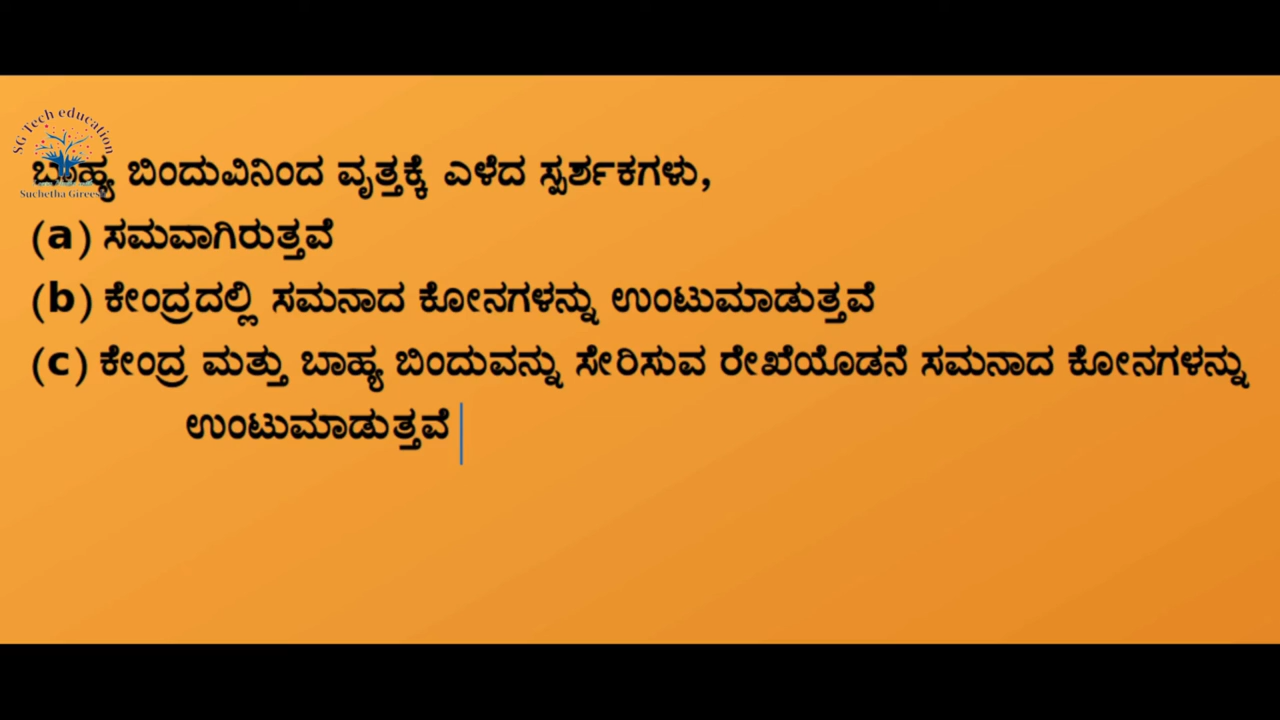 SG Tech education
Suchetha Gireesh
ಬಾಹ್ಯ ಬಿಂದುವಿನಿಂದ ವೃತ್ತಕ್ಕೆ ಎಳೆದ ಸ್ಪರ್ಶಕಗಳು,
(a) ಸಮವಾಗಿರುತ್ತವೆ
(b) ಕೇಂದ್ರದಲ್ಲಿ ಸಮನಾದ ಕೋನಗಳನ್ನು ಉಂಟುಮಾಡುತ್ತವೆ
(c) ಕೇಂದ್ರ ಮತ್ತು ಬಾಹ್ಯ ಬಿಂದುವನ್ನು ಸೇರಿಸುವ ರೇಖೆಯೊಡನೆ ಸಮನಾದ ಕೋನಗಳನ್ನು
ಉಂಟುಮಾಡುತ್ತವೆ